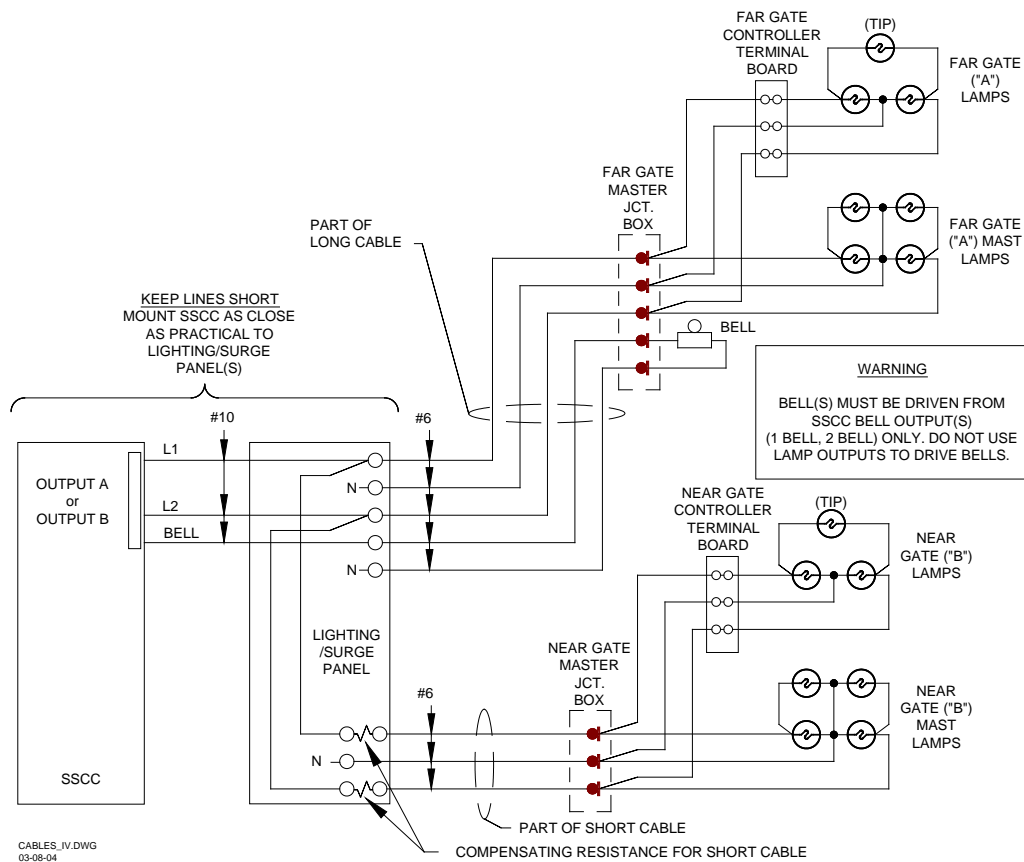 FAR GATE
CONTROLLER
TERMINAL
BOARD
(TIP)
FAR GATE
("A")
LAMPS
FAR GATE
MASTER
JCT.
BOX
FAR GATE
("A") MAST
LAMPS
PART OF
LONG CABLE
KEEP LINES SHORT
MOUNT SSCC AS CLOSE
AS PRACTICAL TO
LIGHTING/SURGE
PANEL(S)
BELL
WARNING
BELL(S) MUST BE DRIVEN FROM
SSCC BELL OUTPUT(S)
(1 BELL, 2 BELL) ONLY. DO NOT USE
LAMP OUTPUTS TO DRIVE BELLS.
#10
#6
L1
OUTPUT A
or
OUTPUT B
N
L2
BELL
N
NEAR GATE
CONTROLLER
TERMINAL
BOARD
(TIP)
NEAR
GATE ("B")
LAMPS
LIGHTING
/SURGE
PANEL
NEAR GATE
MASTER
JCT.
BOX
#6
NEAR
GATE ("B")
MAST
LAMPS
N
SSCC
PART OF SHORT CABLE
COMPENSATING RESISTANCE FOR SHORT CABLE
CABLES_IV.DWG
03-08-04